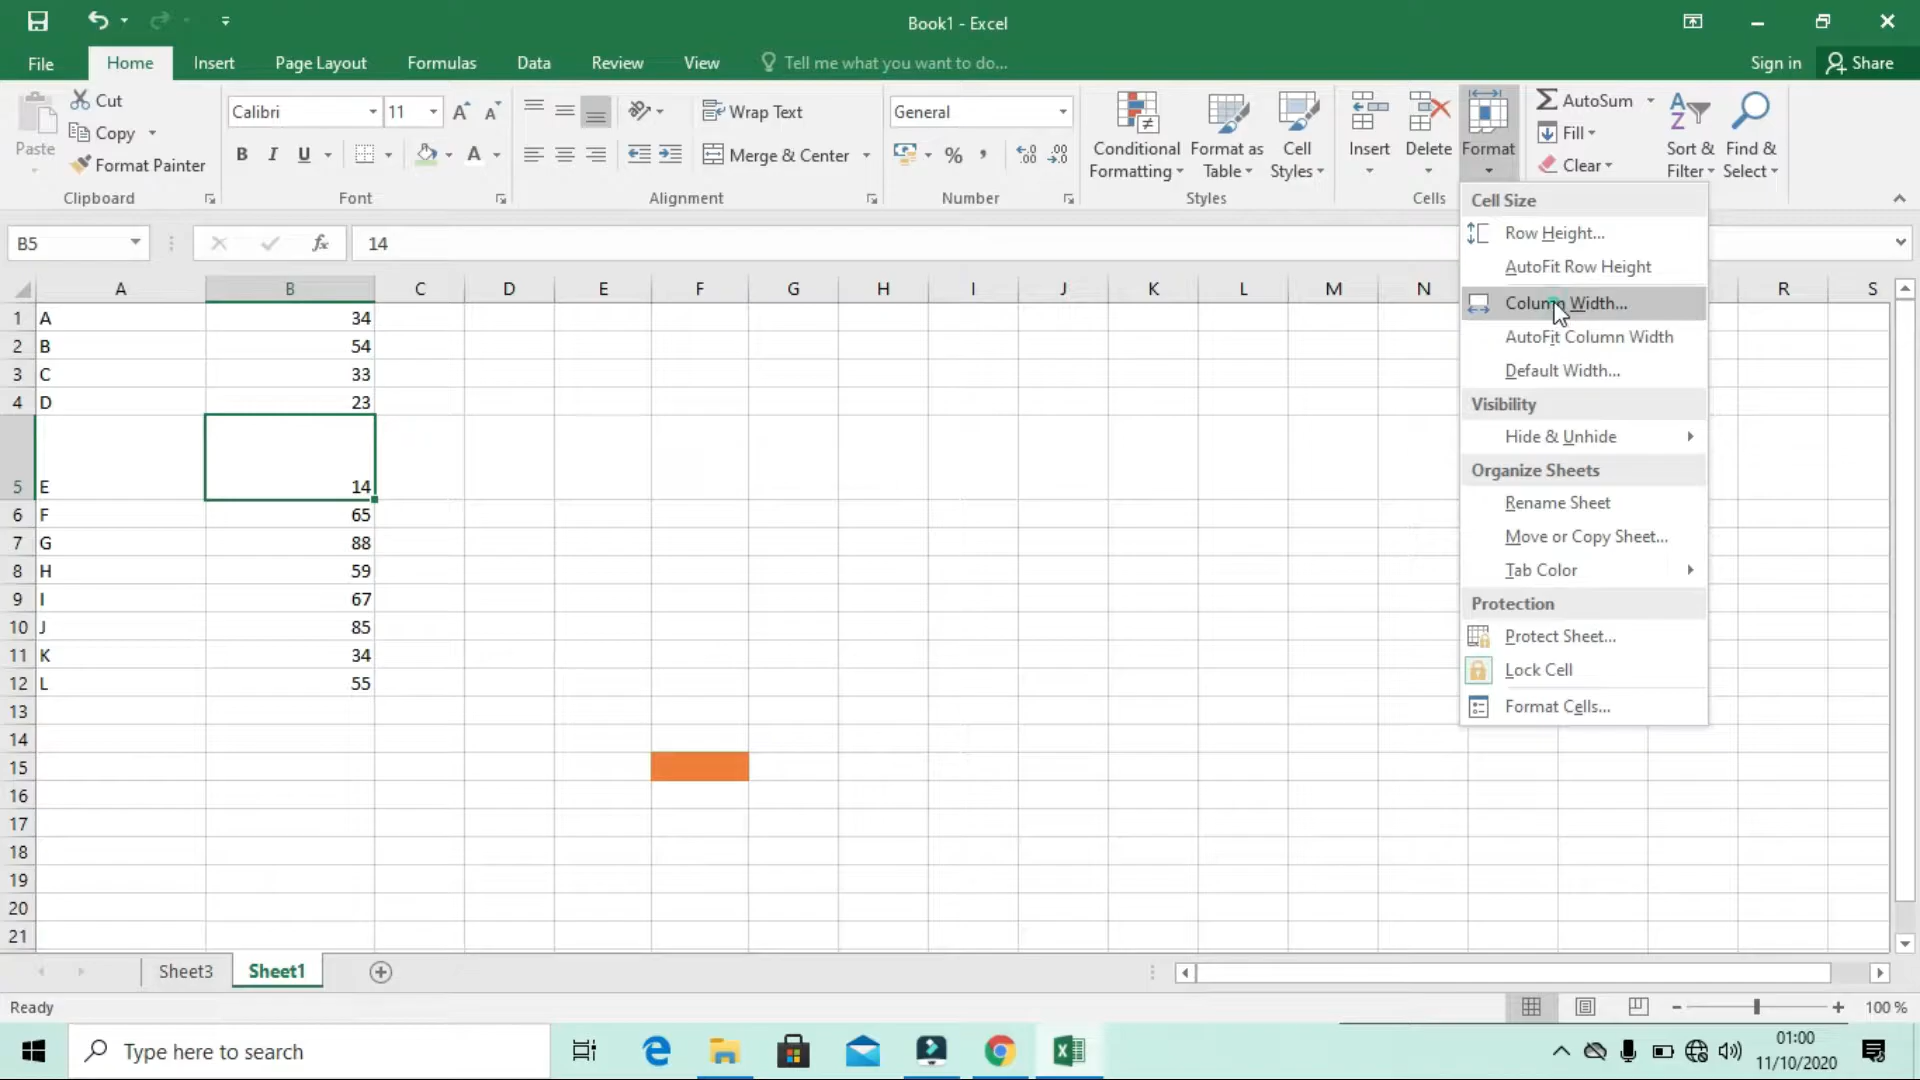 Book1 - Excel
File Home Insert Page Layout Formulas Data Review View Tell me what you want to do... Sign in Share
Cut
Copy
Format Painter
Paste
Clipboard
Calibri 11
B I U A
Font
Wrap Text
Merge & Center
Alignment
General
% ,
Number
Conditional Formatting
Format as Table
Cell Styles
Styles
Insert Delete Format
Cells
AutoSum
Fill
Clear
Sort & Filter
Find & Select
B5 fx 14
A B C D E F G H I J K L M N R S
1 A 34
2 B 54
3 C 33
4 D 23
5 E 14
6 F 65
7 G 88
8 H 59
9 I 67
10 J 85
11 K 34
12 L 55
13
14
15
16
17
18
19
20
21
Cell Size
Row Height...
AutoFit Row Height
Column Width...
AutoFit Column Width
Default Width...
Visibility
Hide & Unhide
Organize Sheets
Rename Sheet
Move or Copy Sheet...
Tab Color
Protection
Protect Sheet...
Lock Cell
Format Cells...
Sheet3 Sheet1
Ready 100 %
Type here to search
01:00
11/10/2020